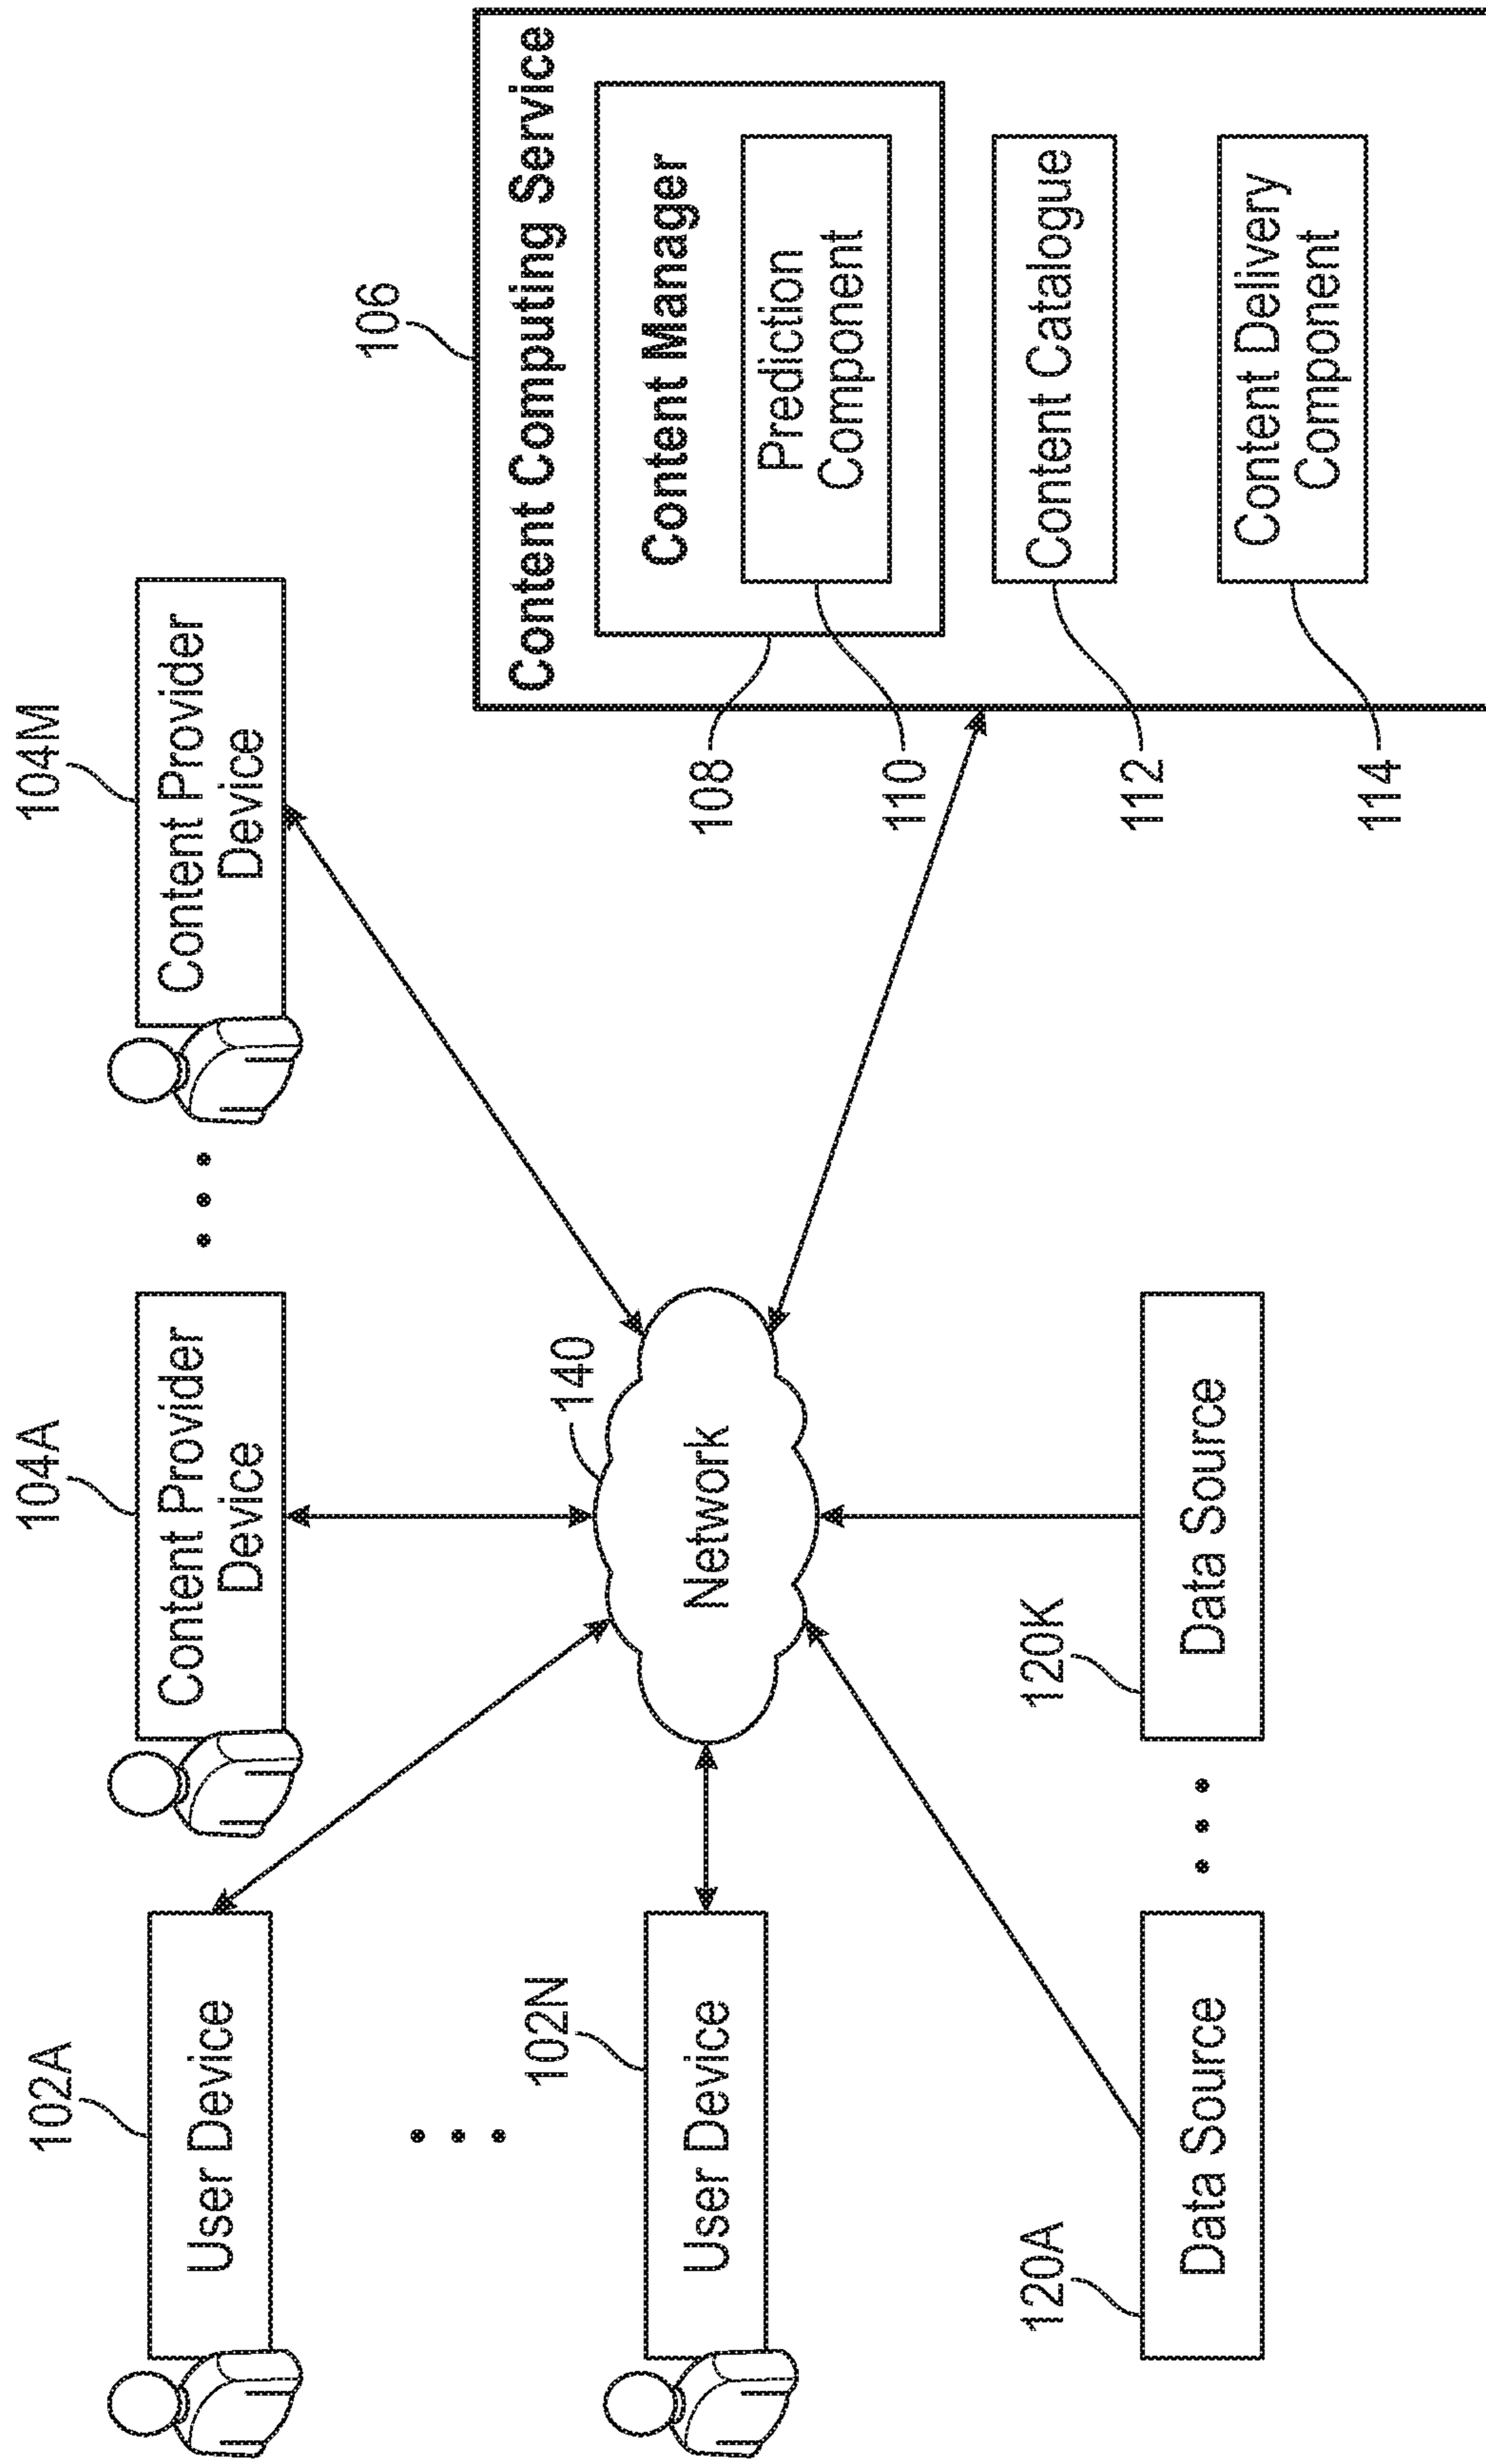 102A
User Device
102N
User Device
104A
Content Provider
Device
104M
Content Provider
Device
140
Network
120A
Data Source
120K
Data Source
106
Content Computing Service
Content Manager
Prediction
Component
108
110
Content Catalogue
112
Content Delivery
Component
114